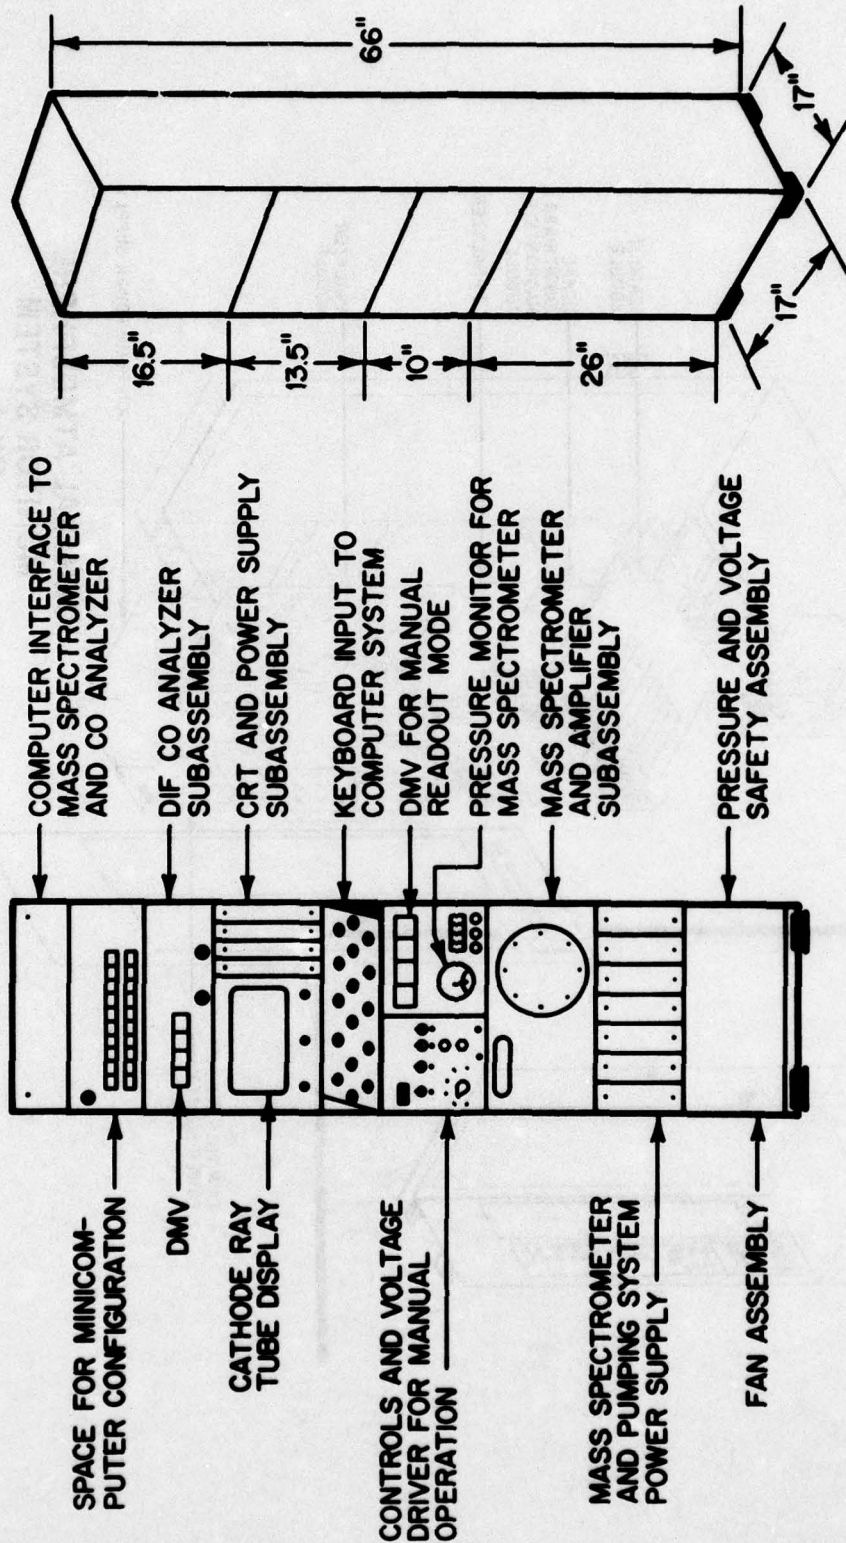 SPACE FOR MINICOM-
PUTER CONFIGURATION
DMV
CATHODE RAY
TUBE DISPLAY
CONTROLS AND VOLTAGE
DRIVER FOR MANUAL
OPERATION
MASS SPECTROMETER
AND PUMPING SYSTEM
POWER SUPPLY
FAN ASSEMBLY
COMPUTER INTERFACE TO
MASS SPECTROMETER
AND CO ANALYZER
DIF CO ANALYZER
SUBASSEMBLY
CRT AND POWER SUPPLY
SUBASSEMBLY
KEYBOARD INPUT TO
COMPUTER SYSTEM
DMV FOR MANUAL
READOUT MODE
PRESSURE MONITOR FOR
MASS SPECTROMETER
MASS SPECTROMETER
AND AMPLIFIER
SUBASSEMBLY
PRESSURE AND VOLTAGE
SAFETY ASSEMBLY
16.5"
13.5"
10"
26"
66"
17"
17"